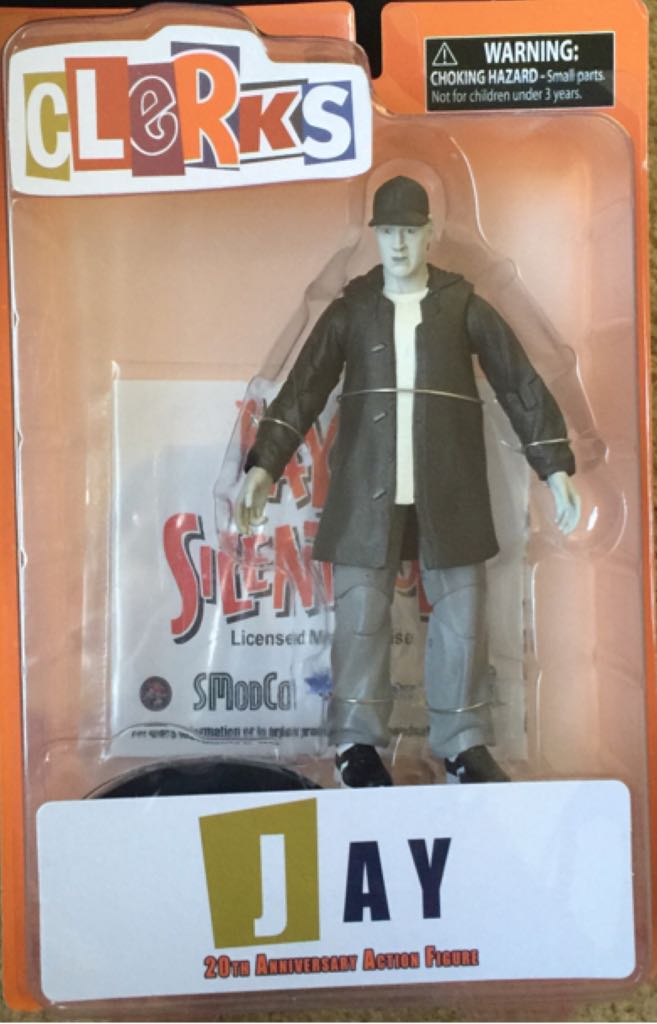 CLERKS
WARNING:
CHOKING HAZARD - Small parts.
Not for children under 3 years.
SILENT
Licensed
SMODCO
JAY
20TH ANNIVERSARY ACTION FIGURE